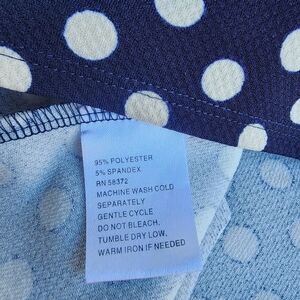 95% POLYESTER
5% SPANDEX
RN 58372
MACHINE WASH COLD
SEPARATELY
GENTLE CYCLE
DO NOT BLEACH.
TUMBLE DRY LOW.
WARM IRON IF NEEDED